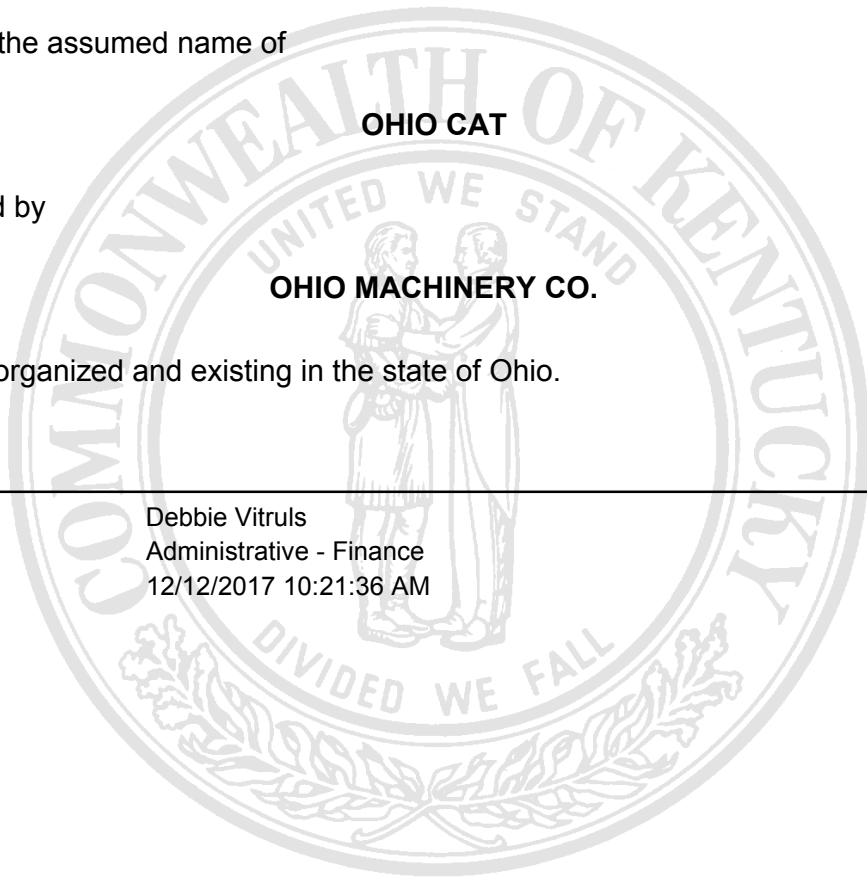 the assumed name of
OHIO CAT
d by
OHIO MACHINERY CO.
organized and existing in the state of Ohio.
Debbie Vitruls
Administrative - Finance
12/12/2017 10:21:36 AM
COMMONWEALTH OF KENTUCKY
UNITED WE STAND
DIVIDED WE FALL